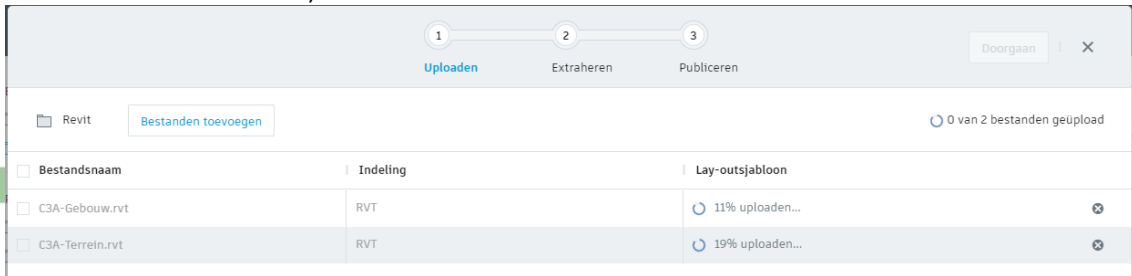 1 2 3
Uploaden Extraheren Publiceren Doorgaan
Revit Bestanden toevoegen 0 van 2 bestanden geüpload
Bestandsnaam Indeling Lay-outsjabloon
C3A-Gebouw.rvt RVT 11% uploaden...
C3A-Terrein.rvt RVT 19% uploaden...